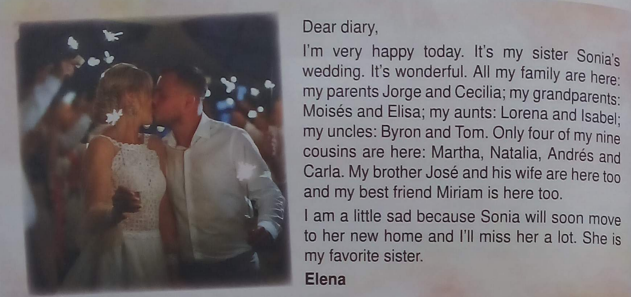 Dear diary,
I'm very happy today. It's my sister Sonia's
wedding. It's wonderful. All my family are here:
my parents Jorge and Cecilia; my grandparents:
Moisés and Elisa; my aunts: Lorena and Isabel;
my uncles: Byron and Tom. Only four of my nine
cousins are here: Martha, Natalia, Andrés and
Carla. My brother José and his wife are here too
and my best friend Miriam is here too.
I am a little sad because Sonia will soon move
to her new home and I'll miss her a lot. She is
my favorite sister.
Elena